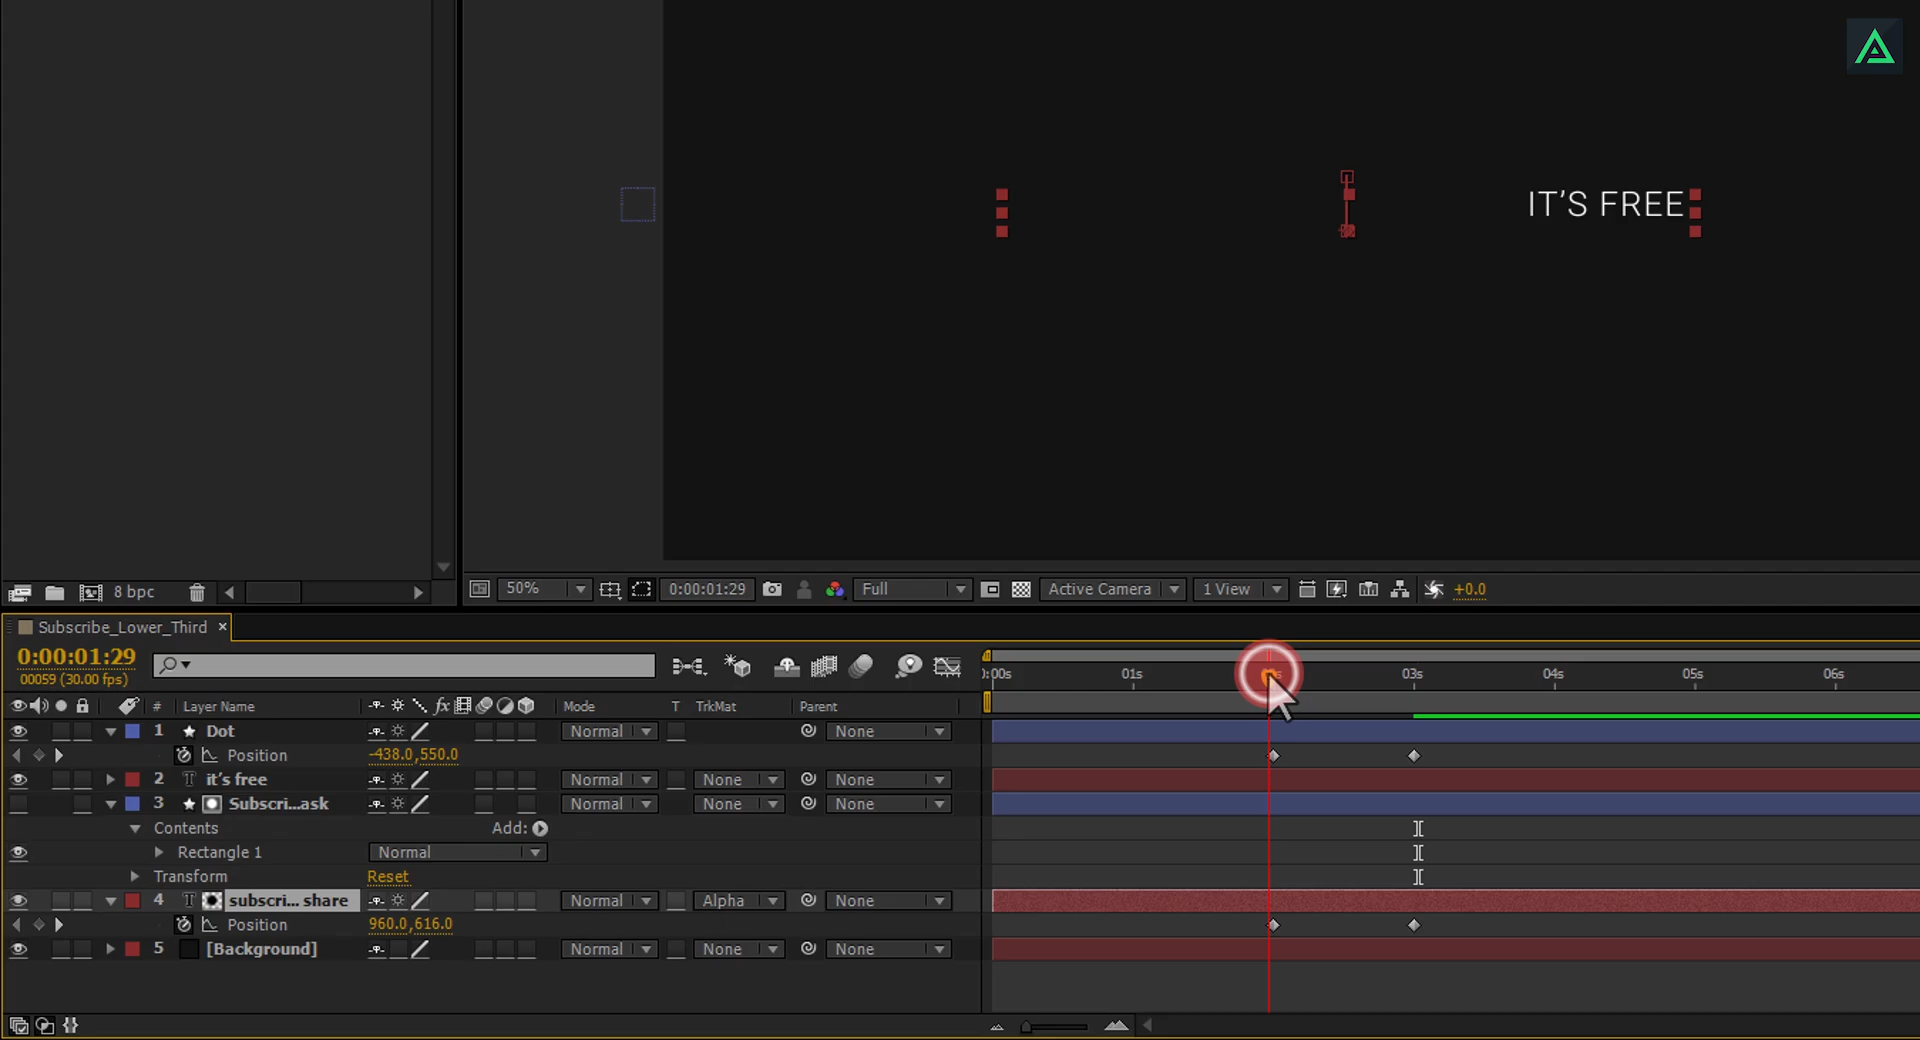 IT'S FREE
8 bpc
50%
0:00:01:29
Full
Active Camera
1 View
+0.0
Subscribe_Lower_Third ×
0:00:01:29
00059 (30.00 fps)
:00s 01s 03s 04s 05s 06s
# Layer Name fx Mode T TrkMat Parent
1 Dot Normal None
Position -438.0,550.0
2 T it's free Normal None None
3 Subscri...ask Normal None None
Contents Add:
Rectangle 1 Normal
Transform Reset
4 T subscri... share Normal Alpha None
Position 960.0,616.0
5 [Background] Normal None None